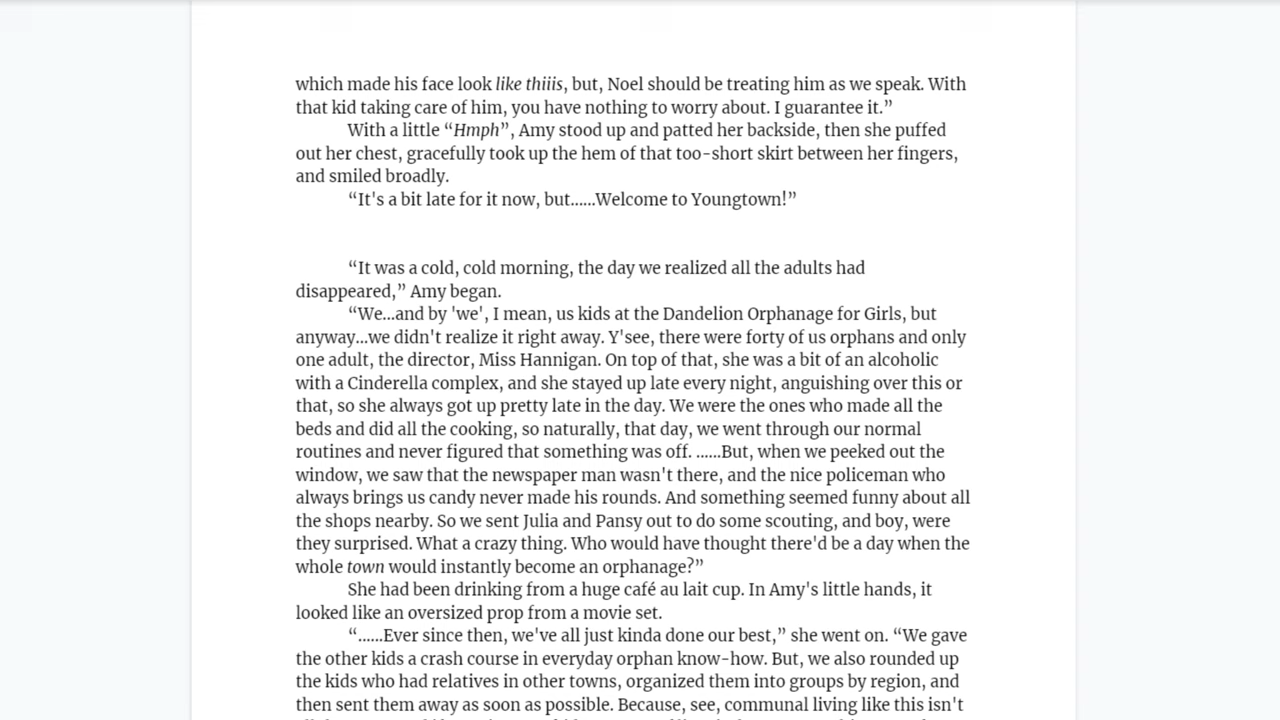 which made his face look like thiiis, but, Noel should be treating him as we speak. With
that kid taking care of him, you have nothing to worry about. I guarantee it.”
With a little “Hmph”, Amy stood up and patted her backside, then she puffed
out her chest, gracefully took up the hem of that too-short skirt between her fingers,
and smiled broadly.
“It's a bit late for it now, but......Welcome to Youngtown!”
“It was a cold, cold morning, the day we realized all the adults had
disappeared,” Amy began.
“We...and by 'we', I mean, us kids at the Dandelion Orphanage for Girls, but
anyway...we didn't realize it right away. Y'see, there were forty of us orphans and only
one adult, the director, Miss Hannigan. On top of that, she was a bit of an alcoholic
with a Cinderella complex, and she stayed up late every night, anguishing over this or
that, so she always got up pretty late in the day. We were the ones who made all the
beds and did all the cooking, so naturally, that day, we went through our normal
routines and never figured that something was off. ......But, when we peeked out the
window, we saw that the newspaper man wasn't there, and the nice policeman who
always brings us candy never made his rounds. And something seemed funny about all
the shops nearby. So we sent Julia and Pansy out to do some scouting, and boy, were
they surprised. What a crazy thing. Who would have thought there'd be a day when the
whole town would instantly become an orphanage?”
She had been drinking from a huge café au lait cup. In Amy's little hands, it
looked like an oversized prop from a movie set.
“......Ever since then, we've all just kinda done our best,” she went on. “We gave
the other kids a crash course in everyday orphan know-how. But, we also rounded up
the kids who had relatives in other towns, organized them into groups by region, and
then sent them away as soon as possible. Because, see, communal living like this isn't